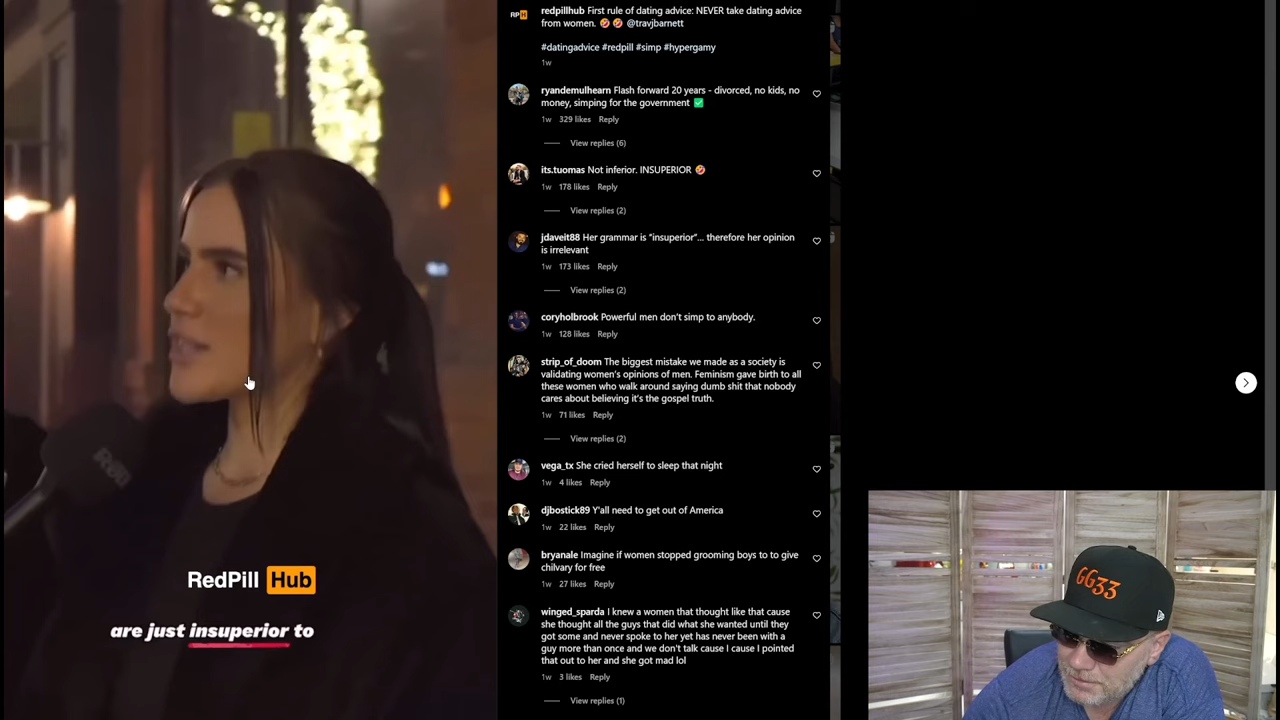 RedPill Hub
are just insuperior to
RPH
redpillhub First rule of dating advice: NEVER take dating advice
from women. 🤣 🤣 @travjbarnett
#datingadvice #redpill #simp #hypergamy
1w
ryandemulhearn Flash forward 20 years - divorced, no kids, no
money, simping for the government ✅
1w 329 likes Reply
View replies (6)
its.tuomas Not inferior. INSUPERIOR 🤣
1w 178 likes Reply
View replies (2)
jdaveit88 Her grammar is “insuperior”... therefore her opinion
is irrelevant
1w 173 likes Reply
View replies (2)
coryholbrook Powerful men don’t simp to anybody.
1w 128 likes Reply
strip_of_doom The biggest mistake we made as a society is
validating women’s opinions of men. Feminism gave birth to all
these women who walk around saying dumb shit that nobody
cares about believing it’s the gospel truth.
1w 71 likes Reply
View replies (2)
vega_tx She cried herself to sleep that night
1w 4 likes Reply
djbostick89 Y’all need to get out of America
1w 22 likes Reply
bryanale Imagine if women stopped grooming boys to to give
chilvary for free
1w 27 likes Reply
winged_sparda I knew a women that thought like that cause
she thought all the guys that did what she wanted until they
got some and never spoke to her yet has never been with a
guy more than once and we don’t talk cause I cause I pointed
that out to her and she got mad lol
1w 3 likes Reply
View replies (1)
GG33